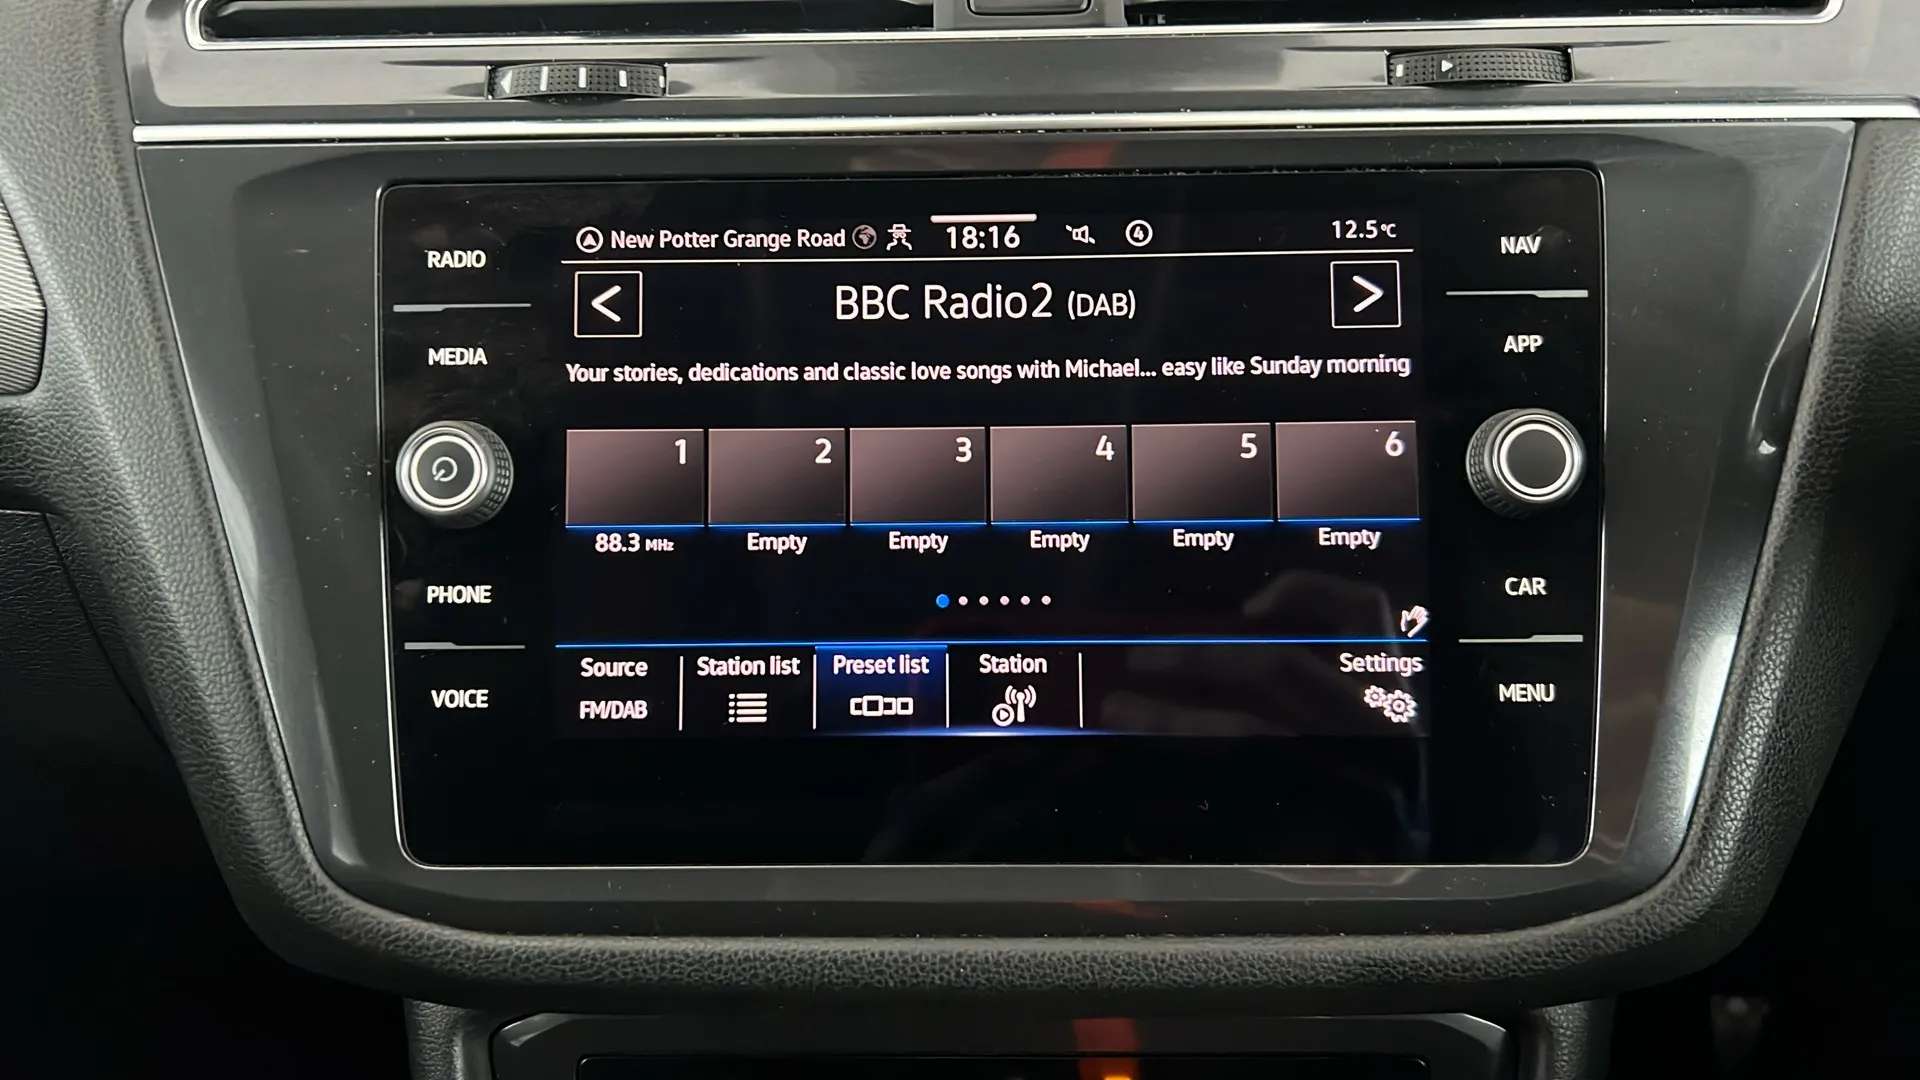 New Potter Grange Road 18:16 4 12.5°C
BBC Radio2 (DAB)
Your stories, dedications and classic love songs with Michael... easy like Sunday morning
1 2 3 4 5 6
88.3 MHz Empty Empty Empty Empty Empty
Source Station list Preset list Station Settings
FM/DAB
RADIO
MEDIA
PHONE
VOICE
NAV
APP
CAR
MENU